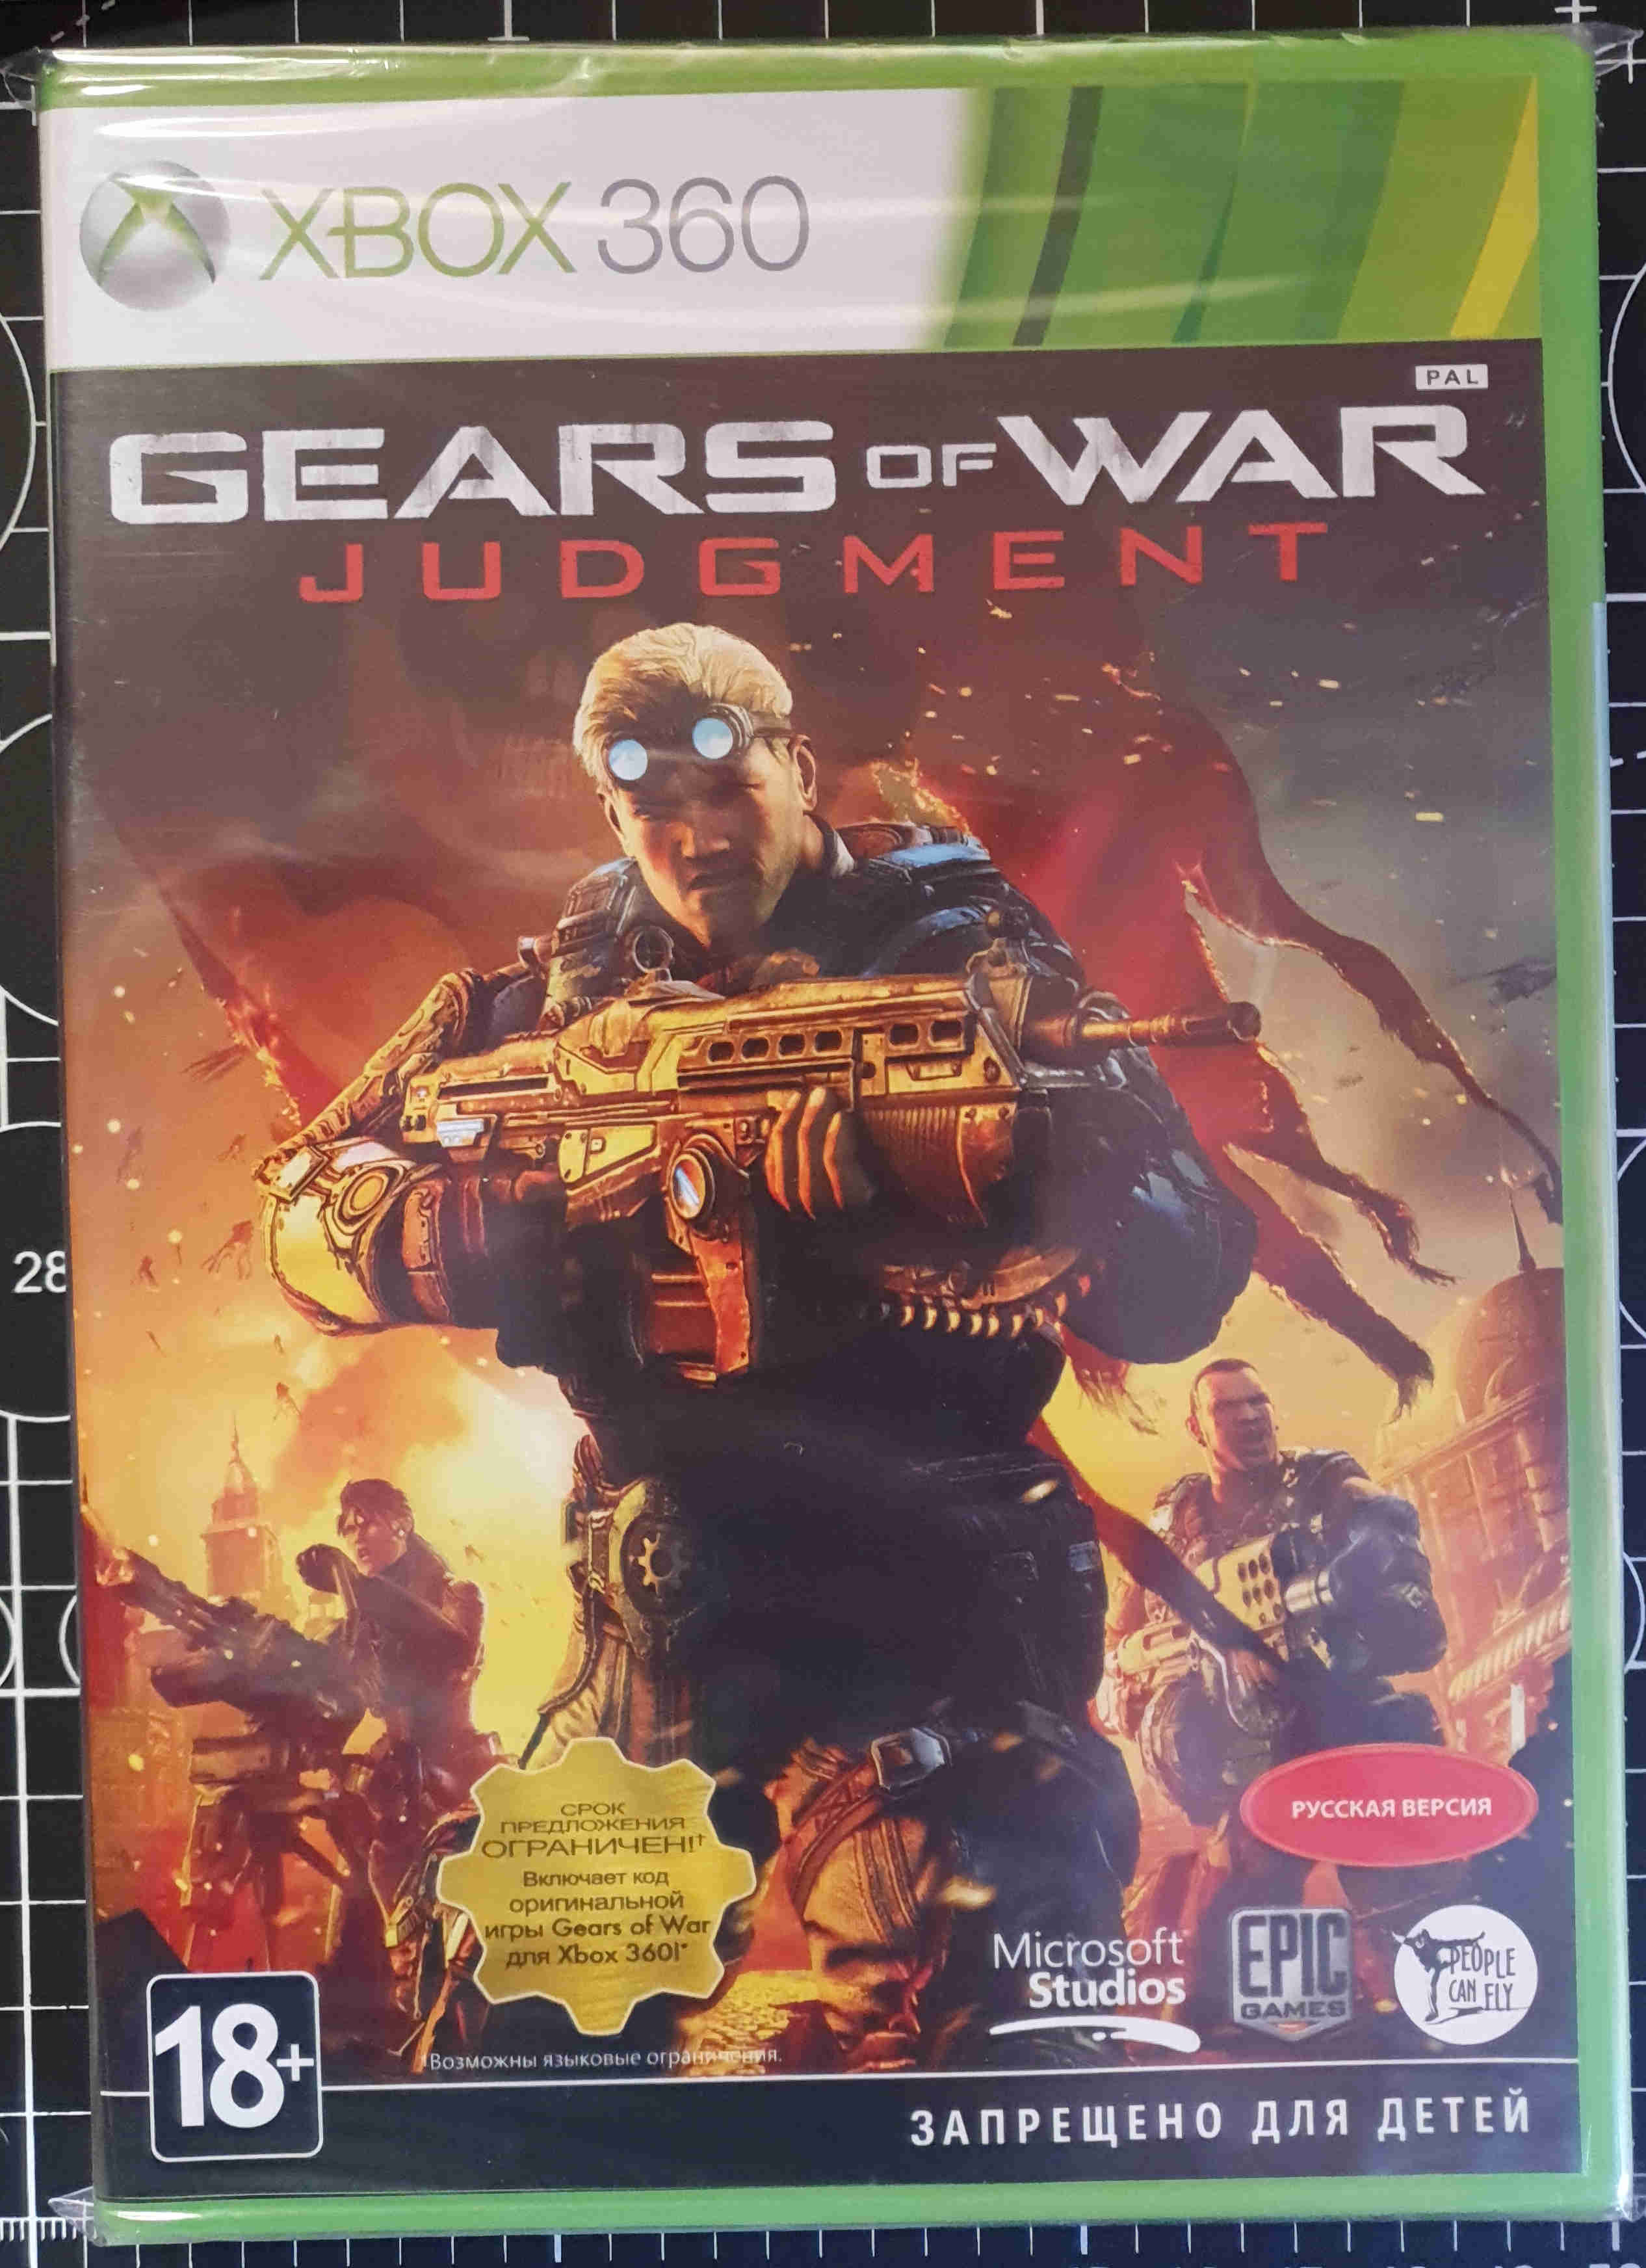 XBOX 360
PAL
GEARS OF WAR
JUDGMENT
28
СРОК
ПРЕДЛОЖЕНИЯ
ОГРАНИЧЕН!†
Включает код
оригинальной
игры Gears of War
для Xbox 360!*
РУССКАЯ ВЕРСИЯ
Microsoft
Studios
EPIC
GAMES
PEOPLE
CAN FLY
18+
†Возможны языковые ограничения.
ЗАПРЕЩЕНО ДЛЯ ДЕТЕЙ